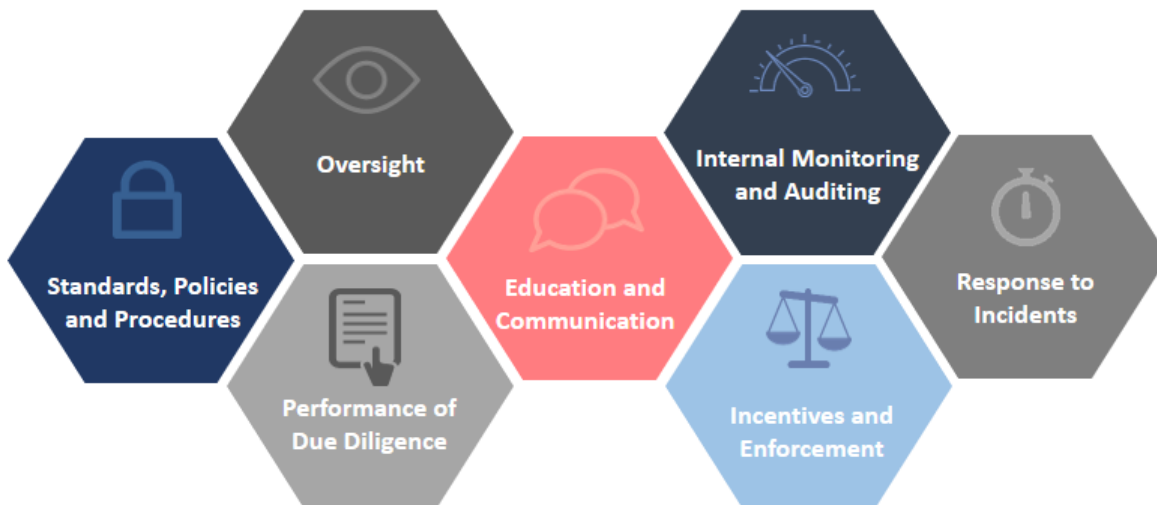 Oversight
Internal Monitoring
and Auditing
Standards, Policies
and Procedures
Education and
Communication
Response to
Incidents
Performance of
Due Diligence
Incentives and
Enforcement